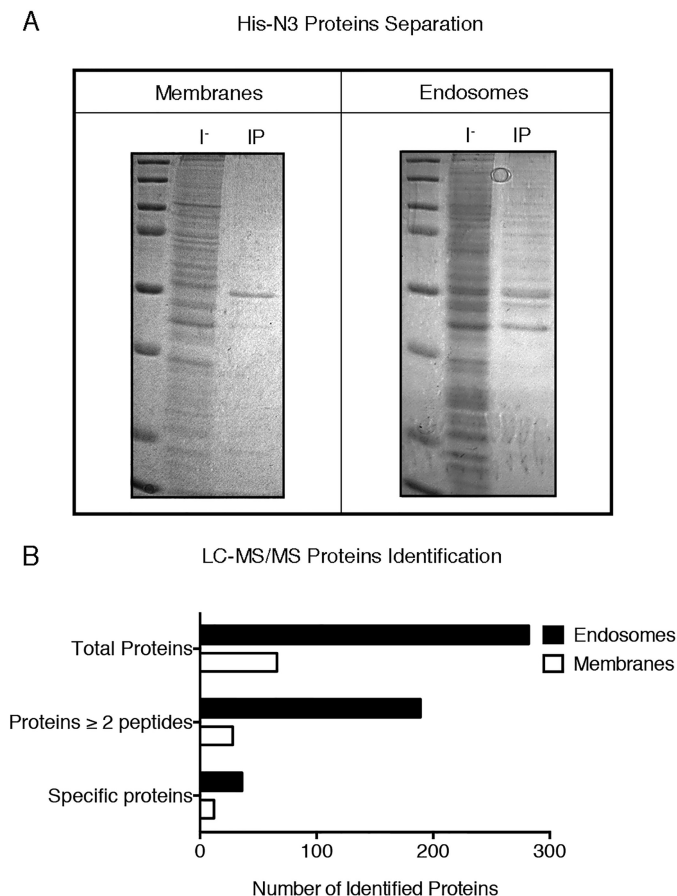 A
His-N3 Proteins Separation
Membranes
Endosomes
I- IP
I- IP
B
LC-MS/MS Proteins Identification
Total Proteins
Proteins ≥ 2 peptides
Specific proteins
Endosomes
Membranes
0 100 200 300
Number of Identified Proteins